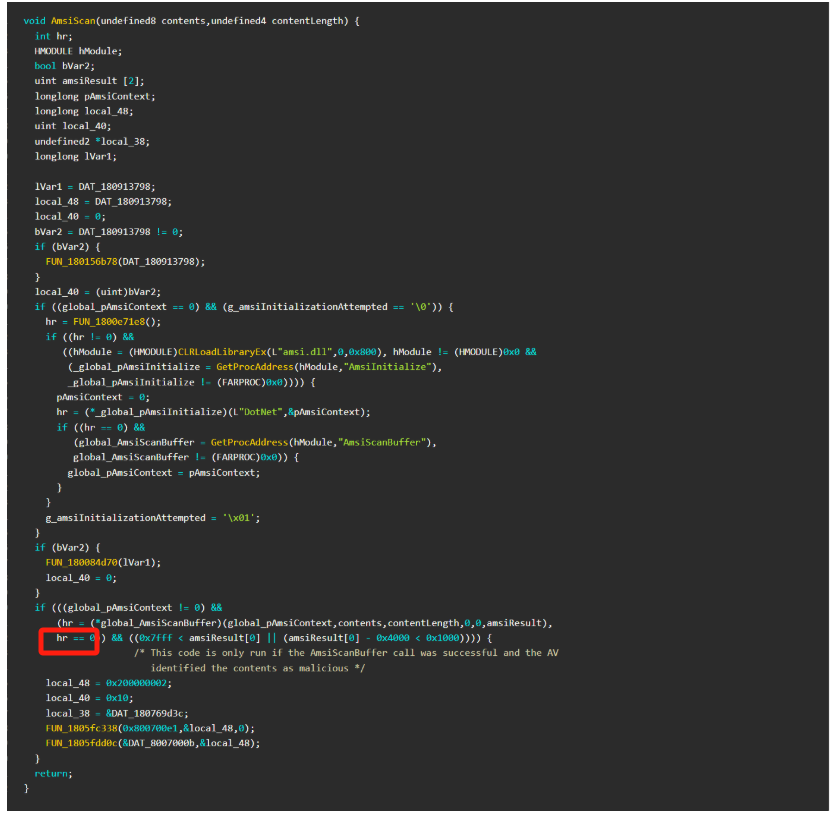 void AmsiScan(undefined8 contents,undefined4 contentLength) {
int hr;
HMODULE hModule;
bool bVar2;
uint amsiResult [2];
longlong pAmsiContext;
longlong local_48;
uint local_40;
undefined2 *local_38;
longlong lVar1;
lVar1 = DAT_180913798;
local_48 = DAT_180913798;
local_40 = 0;
bVar2 = DAT_180913798 != 0;
if (bVar2) {
FUN_180156b78(DAT_180913798);
}
local_40 = (uint)bVar2;
if ((global_pAmsiContext == 0) && (g_amsiInitializationAttempted == '\0')) {
hr = FUN_1800e71e8();
if ((hr != 0) &&
((hModule = (HMODULE)CLRLoadLibraryEx(L"amsi.dll",0,0x800), hModule != (HMODULE)0x0 &&
(_global_pAmsiInitialize = GetProcAddress(hModule,"AmsiInitialize"),
_global_pAmsiInitialize != (FARPROC)0x0)))) {
pAmsiContext = 0;
hr = (*_global_pAmsiInitialize)(L"DotNet",&pAmsiContext);
if ((hr == 0) &&
(global_AmsiScanBuffer = GetProcAddress(hModule,"AmsiScanBuffer"),
global_AmsiScanBuffer != (FARPROC)0x0)) {
global_pAmsiContext = pAmsiContext;
}
}
g_amsiInitializationAttempted = '\x01';
}
if (bVar2) {
FUN_180084d70(lVar1);
local_40 = 0;
}
if (((global_pAmsiContext != 0) &&
(hr = (*global_AmsiScanBuffer)(global_pAmsiContext,contents,contentLength,0,0,amsiResult),
hr == 0)) && ((0x7fff < amsiResult[0] || (amsiResult[0] - 0x4000 < 0x1000)))) {
/* This code is only run if the AmsiScanBuffer call was successful and the AV
identified the contents as malicious */
local_48 = 0x200000002;
local_40 = 0x10;
local_38 = &DAT_180769d3c;
FUN_1805fc338(0x800700e1,&local_48,0);
FUN_1805fdd0c(&DAT_8007000b,&local_48);
}
return;
}